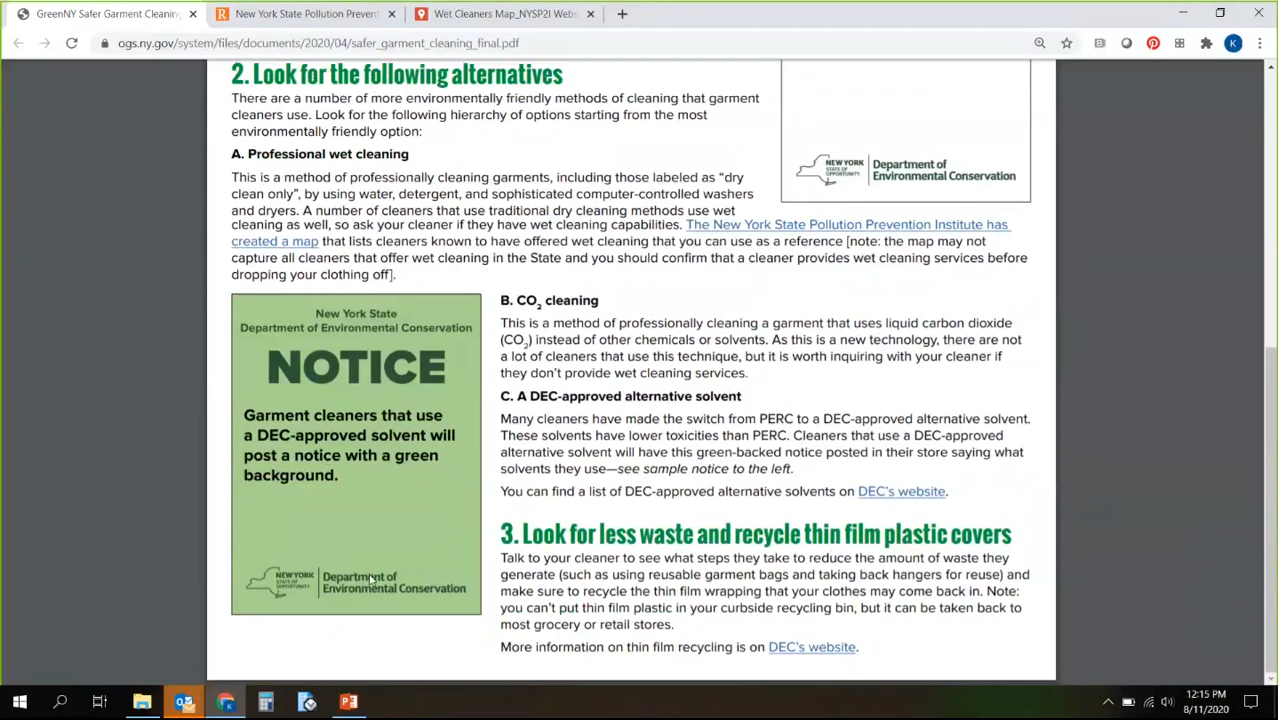 GreenNY Safer Garment Cleaning
New York State Pollution Prevent
Wet Cleaners Map_NYSP2I Webs
ogs.ny.gov/system/files/documents/2020/04/safer_garment_cleaning_final.pdf
K
2. Look for the following alternatives
There are a number of more environmentally friendly methods of cleaning that garment
cleaners use. Look for the following hierarchy of options starting from the most
environmentally friendly option:
A. Professional wet cleaning
This is a method of professionally cleaning garments, including those labeled as “dry
clean only”, by using water, detergent, and sophisticated computer-controlled washers
and dryers. A number of cleaners that use traditional dry cleaning methods use wet
cleaning as well, so ask your cleaner if they have wet cleaning capabilities. The New York State Pollution Prevention Institute has
created a map that lists cleaners known to have offered wet cleaning that you can use as a reference [note: the map may not
capture all cleaners that offer wet cleaning in the State and you should confirm that a cleaner provides wet cleaning services before
dropping your clothing off].
NEW YORK
STATE OF
OPPORTUNITY.
Department of
Environmental Conservation
New York State
Department of Environmental Conservation
NOTICE
Garment cleaners that use
a DEC-approved solvent will
post a notice with a green
background.
NEW YORK
STATE OF
OPPORTUNITY.
Department of
Environmental Conservation
B. CO2 cleaning
This is a method of professionally cleaning a garment that uses liquid carbon dioxide
(CO2) instead of other chemicals or solvents. As this is a new technology, there are not
a lot of cleaners that use this technique, but it is worth inquiring with your cleaner if
they don’t provide wet cleaning services.
C. A DEC-approved alternative solvent
Many cleaners have made the switch from PERC to a DEC-approved alternative solvent.
These solvents have lower toxicities than PERC. Cleaners that use a DEC-approved
alternative solvent will have this green-backed notice posted in their store saying what
solvents they use—see sample notice to the left.
You can find a list of DEC-approved alternative solvents on DEC’s website.
3. Look for less waste and recycle thin film plastic covers
Talk to your cleaner to see what steps they take to reduce the amount of waste they
generate (such as using reusable garment bags and taking back hangers for reuse) and
make sure to recycle the thin film wrapping that your clothes may come back in. Note:
you can’t put thin film plastic in your curbside recycling bin, but it can be taken back to
most grocery or retail stores.
More information on thin film recycling is on DEC’s website.
12:15 PM
8/11/2020